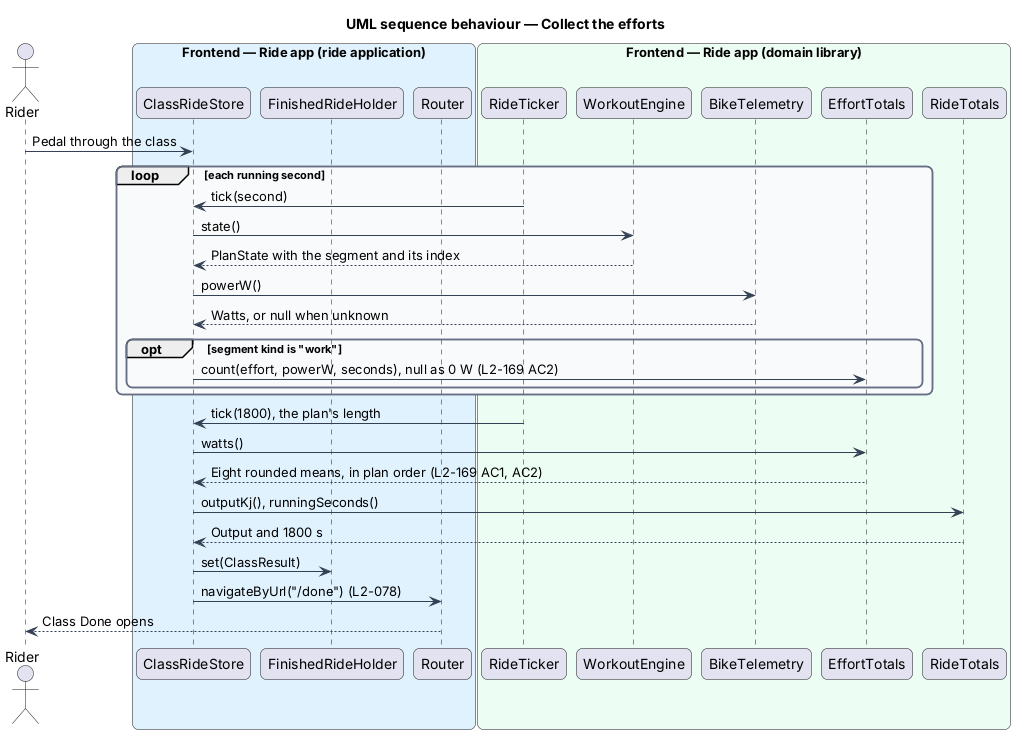 UML sequence behaviour — Collect the efforts
Frontend — Ride app (ride application)
Frontend — Ride app (domain library)
Rider
ClassRideStore
FinishedRideHolder
Router
RideTicker
WorkoutEngine
BikeTelemetry
EffortTotals
RideTotals
Pedal through the class
loop
[each running second]
tick(second)
state()
PlanState with the segment and its index
powerW()
Watts, or null when unknown
opt
[segment kind is "work"]
count(effort, powerW, seconds), null as 0 W (L2-169 AC2)
tick(1800), the plan's length
watts()
Eight rounded means, in plan order (L2-169 AC1, AC2)
outputKj(), runningSeconds()
Output and 1800 s
set(ClassResult)
navigateByUrl("/done") (L2-078)
Class Done opens
Rider
ClassRideStore
FinishedRideHolder
Router
RideTicker
WorkoutEngine
BikeTelemetry
EffortTotals
RideTotals